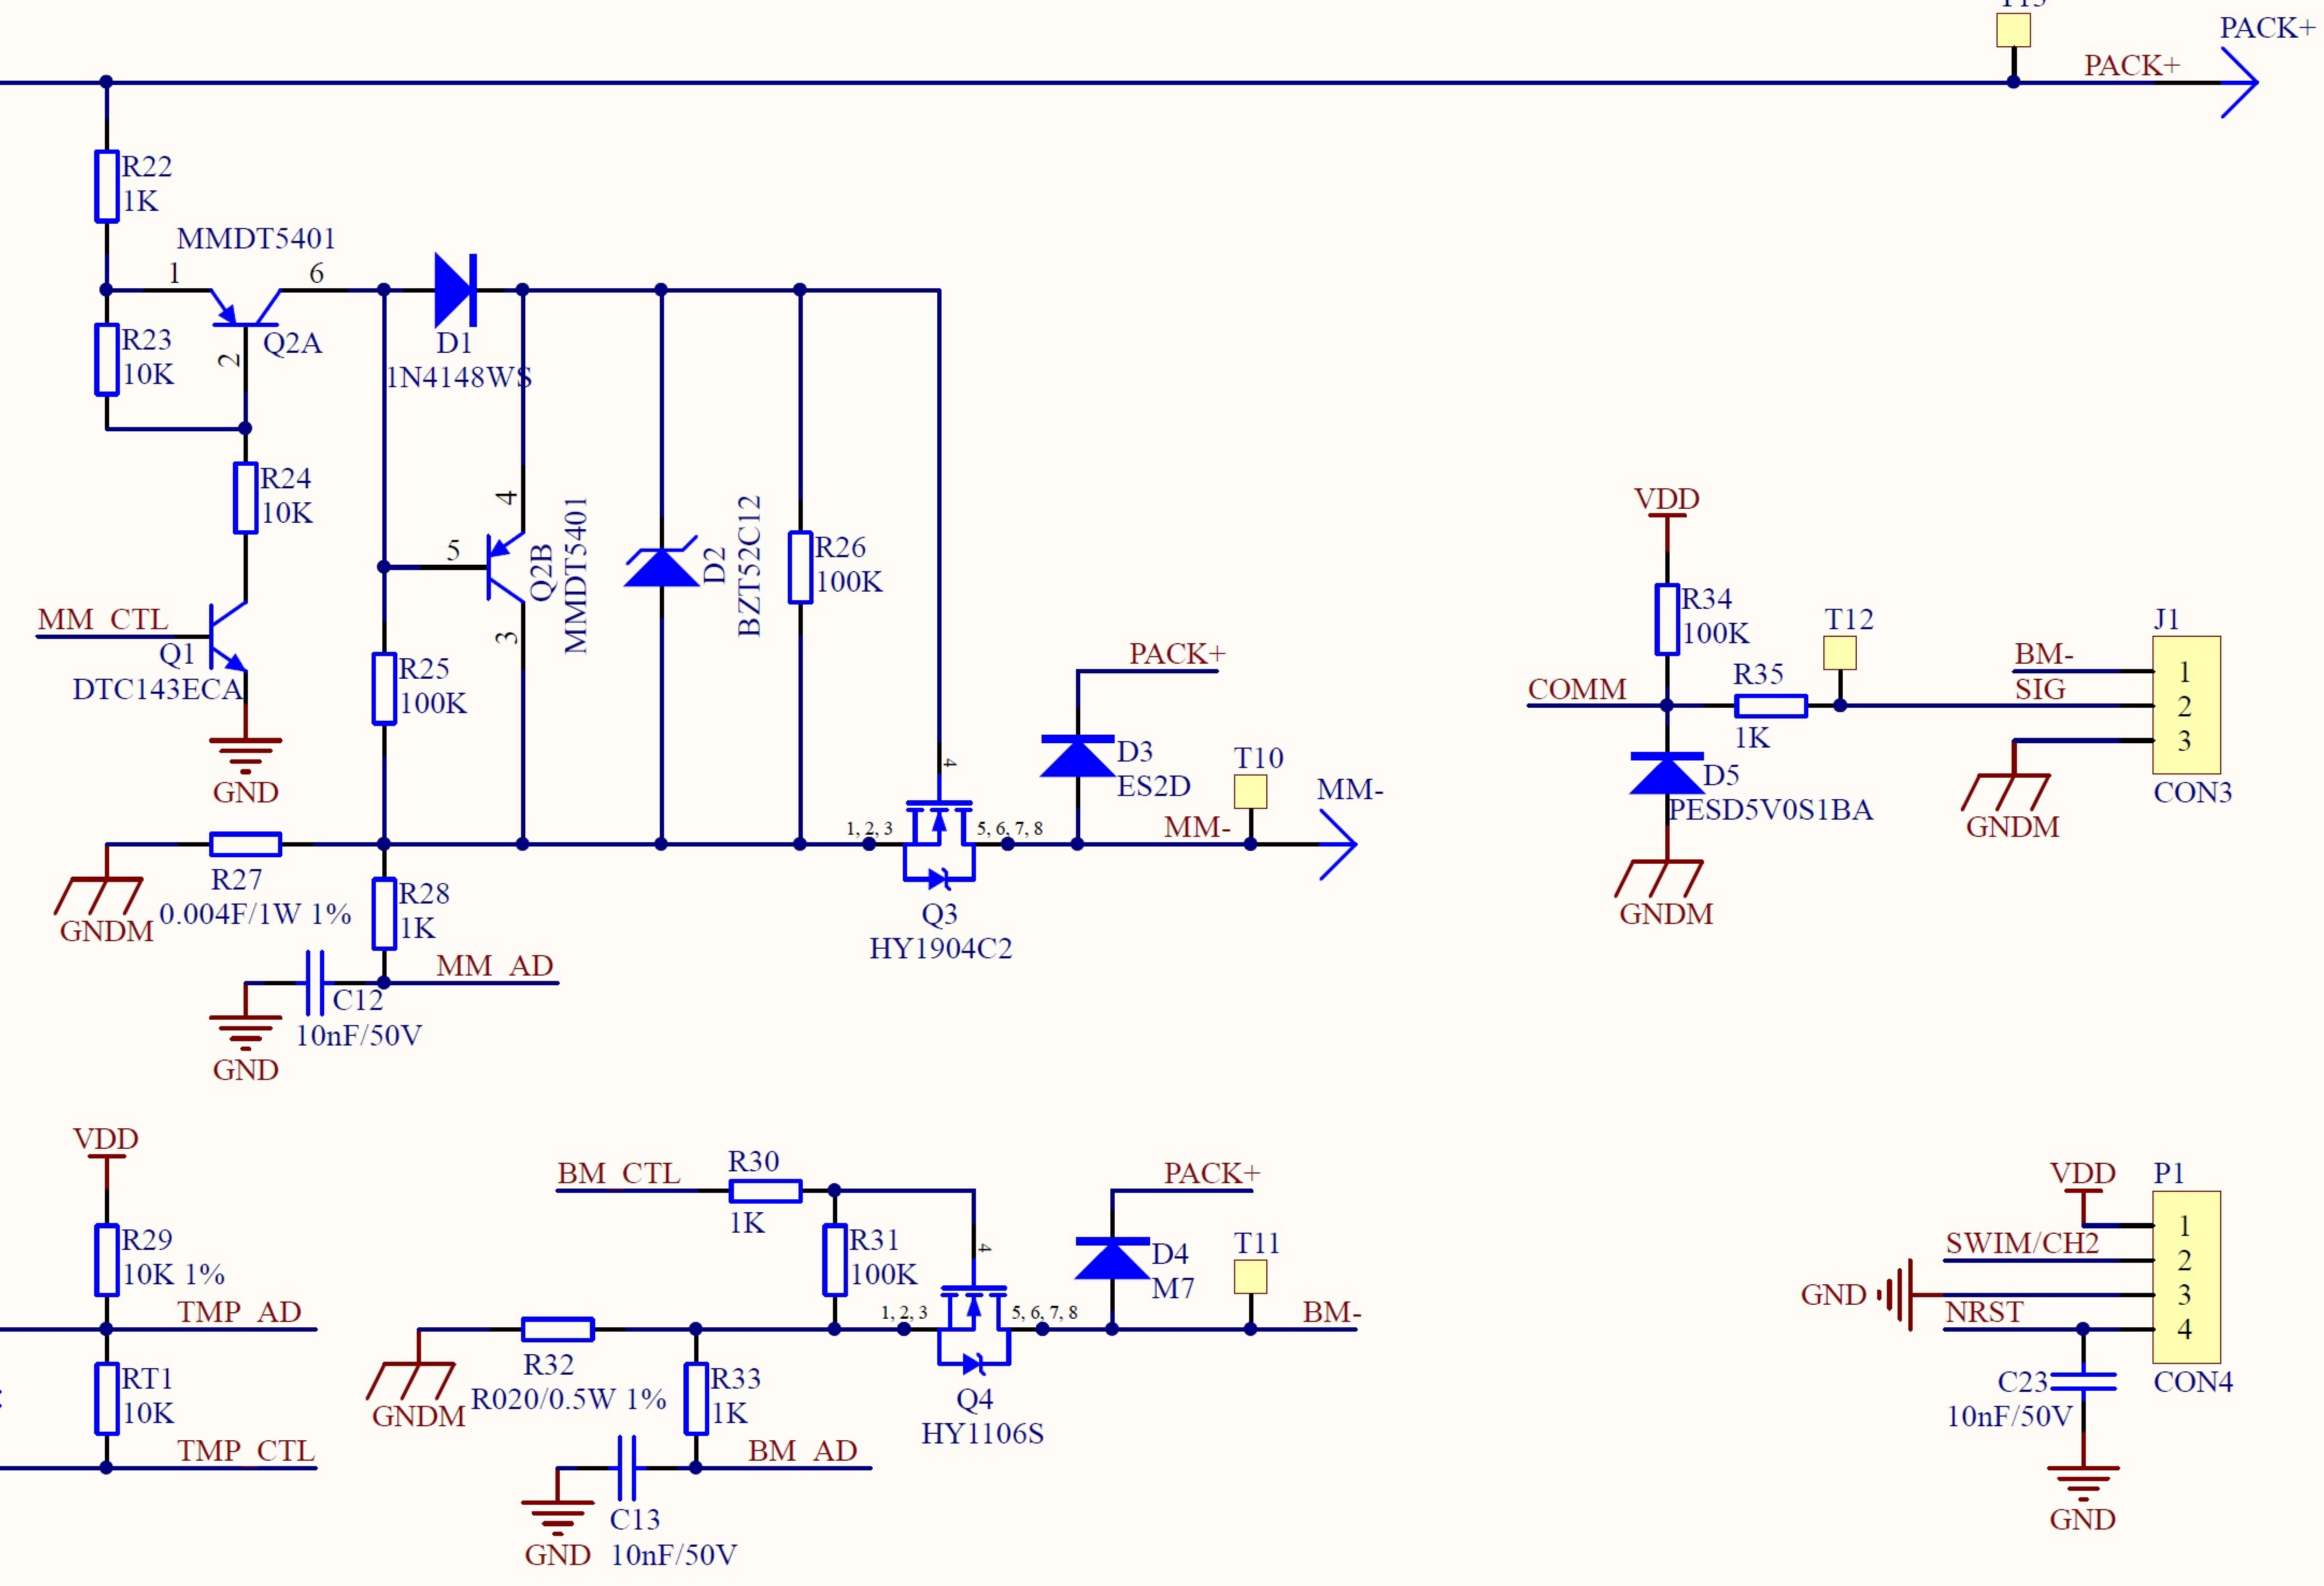 PACK+
PACK+
R22
1K
MMDT5401
1
6
R23
10K
2
Q2A
D1
1N4148WS
R24
10K
4
5
3
Q2B
MMDT5401
D2
BZT52C12
R26
100K
MM_CTL
Q1
DTC143ECA
GND
R25
100K
PACK+
D3
ES2D
T10
MM-
MM-
4
1, 2, 3
5, 6, 7, 8
Q3
HY1904C2
R27
0.004F/1W 1%
GNDM
R28
1K
MM_AD
C12
10nF/50V
GND
VDD
R34
100K
T12
COMM
R35
1K
D5
PESD5V0S1BA
GNDM
J1
BM-
1
SIG
2
3
GNDM
CON3
VDD
R29
10K 1%
TMP_AD
RT1
10K
TMP_CTL
BM_CTL
R30
1K
R31
100K
4
PACK+
D4
M7
T11
BM-
1, 2, 3
5, 6, 7, 8
Q4
HY1106S
R32
R020/0.5W 1%
GNDM
R33
1K
BM_AD
C13
10nF/50V
GND
VDD
P1
1
SWIM/CH2
2
GND
3
NRST
4
C23
10nF/50V
CON4
GND